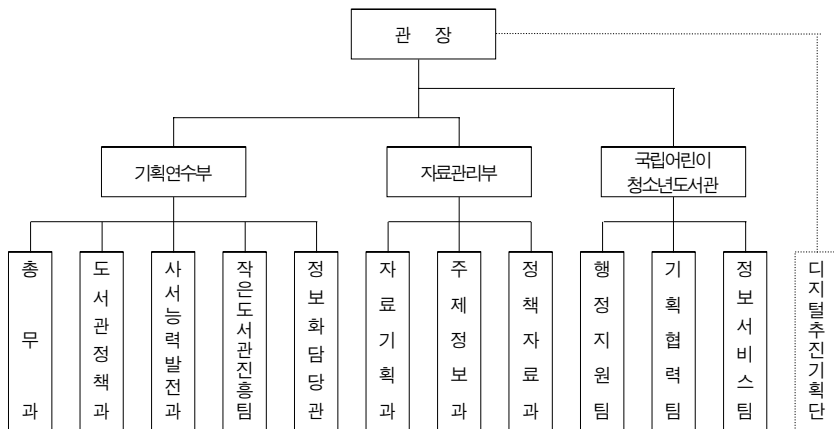 관 장
기획연수부
자료관리부
국립어린이
청소년도서관
총무과
도서관정책과
사서능력발전과
작은도서관진흥팀
정보화담당관
자료기획과
주제정보과
정책자료과
행정지원팀
기획협력팀
정보서비스팀
디지털추진기획단